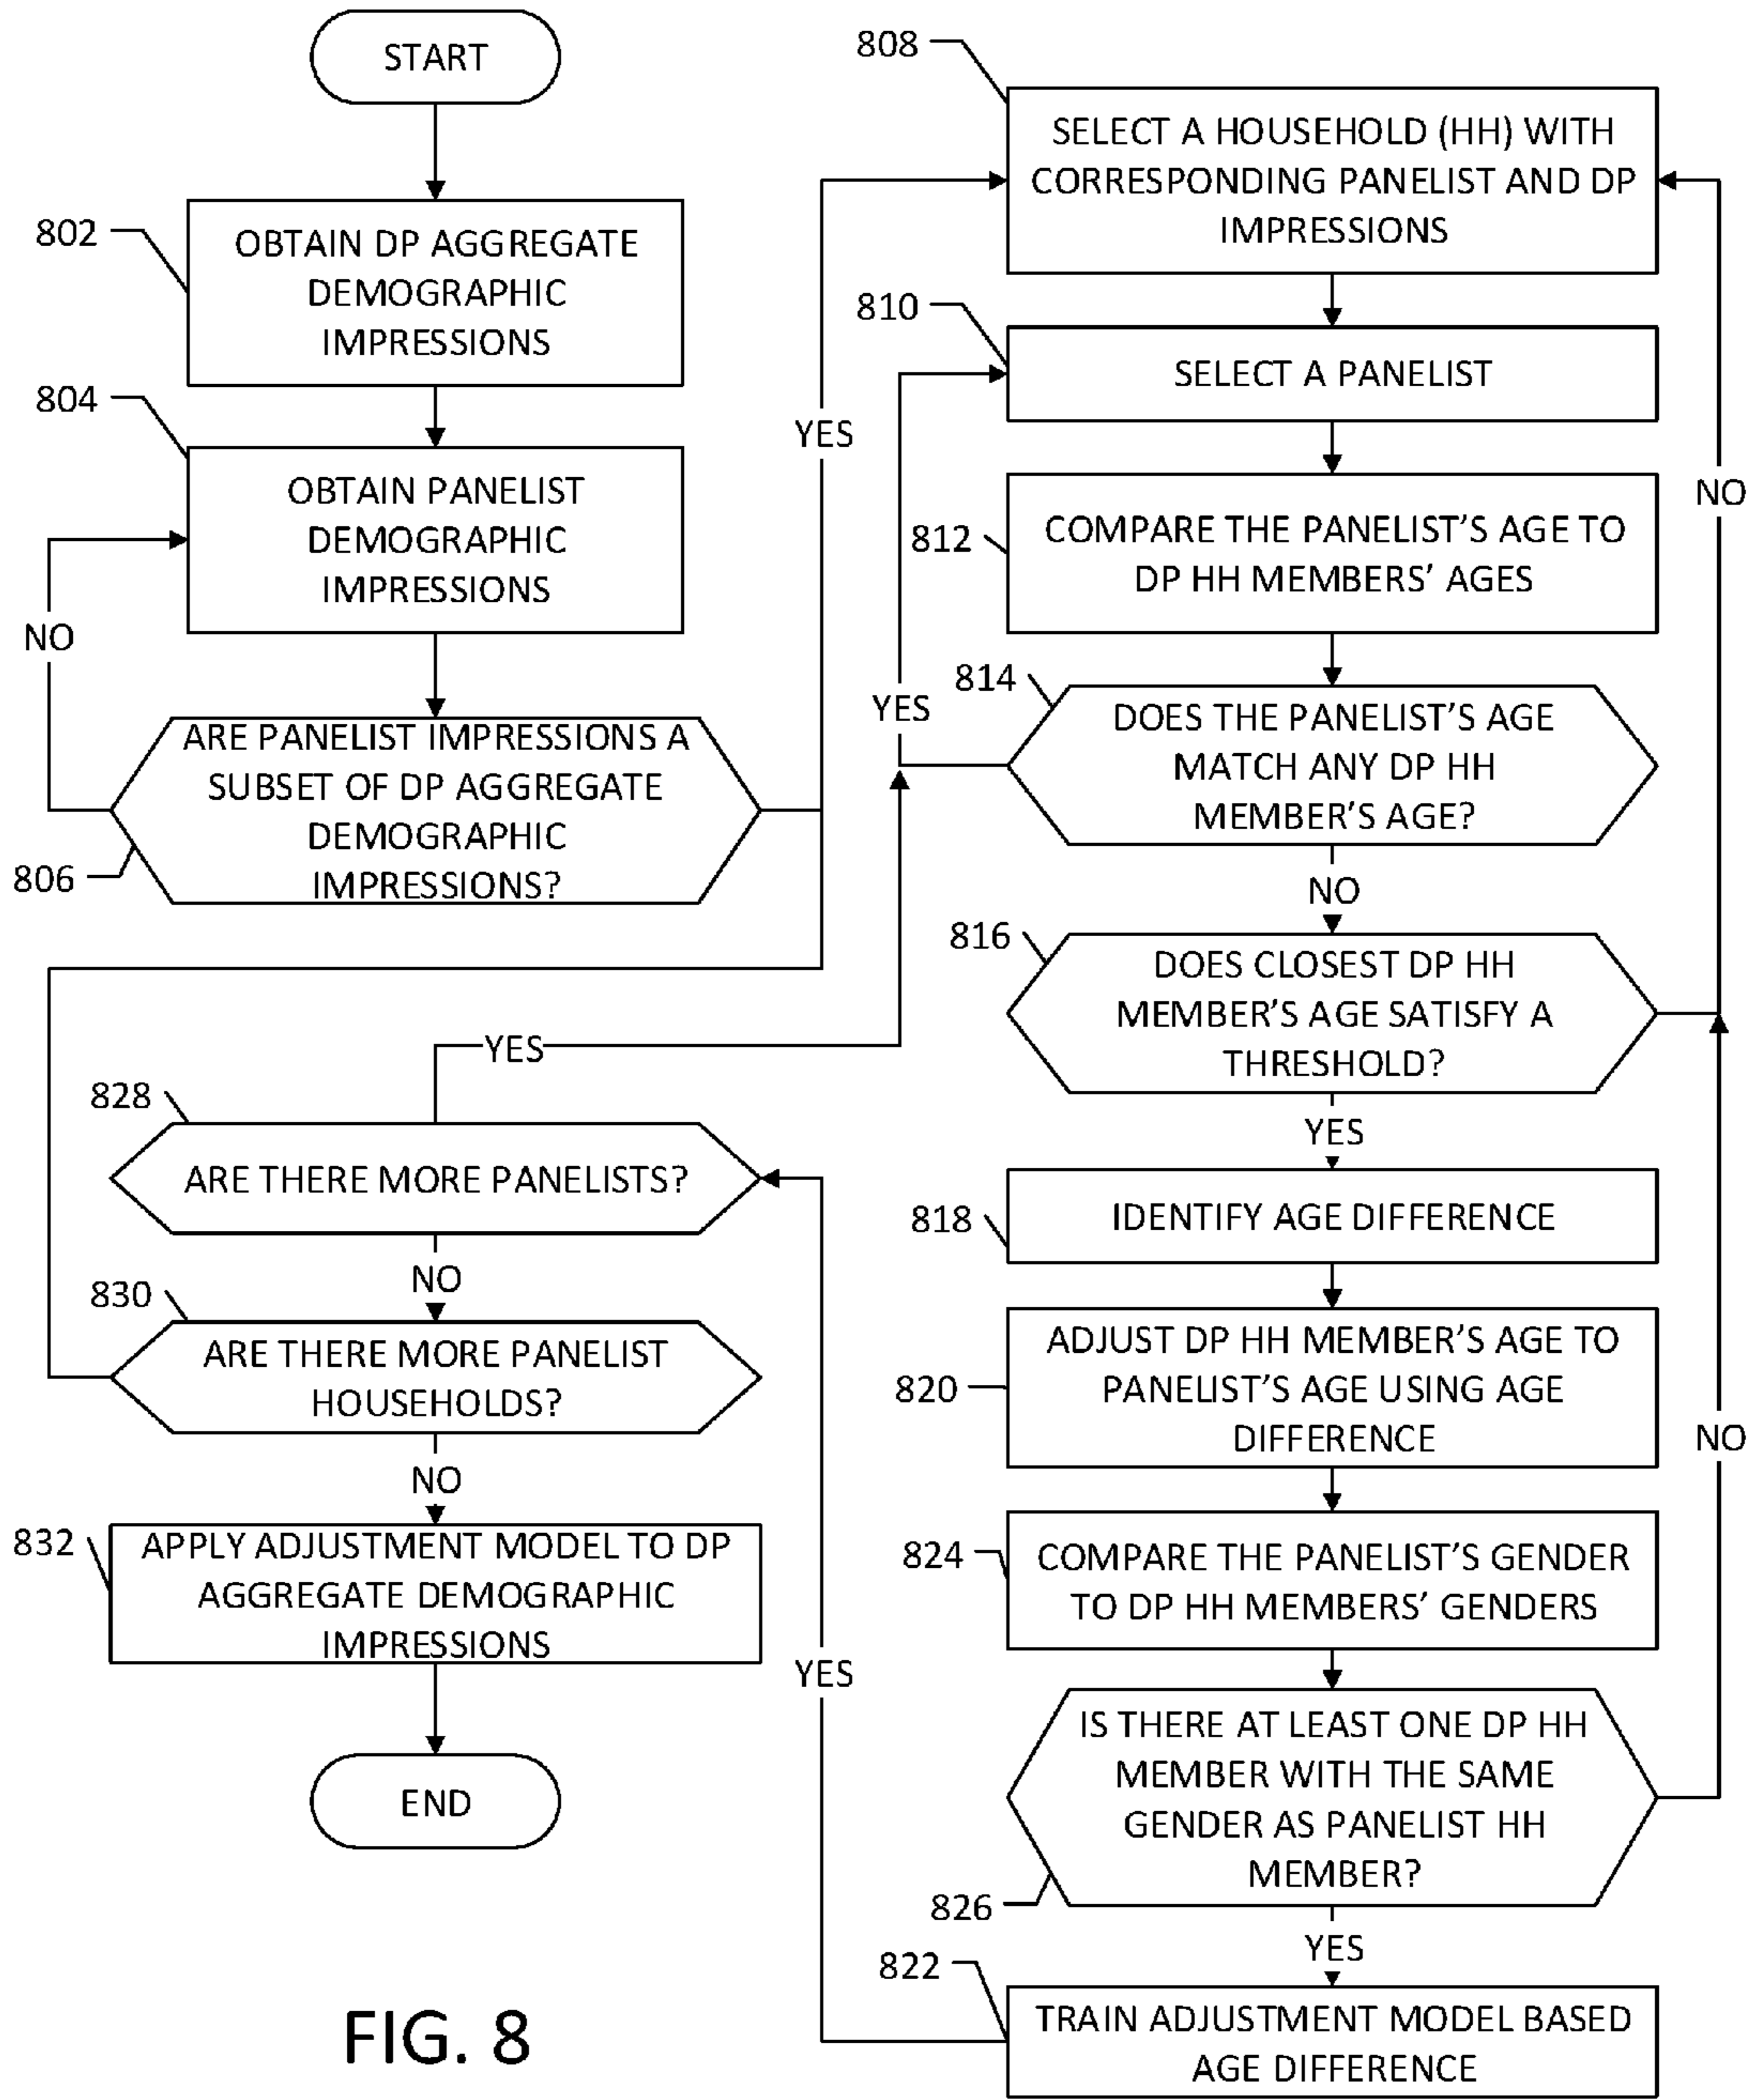 START
802
OBTAIN DP AGGREGATE
DEMOGRAPHIC
IMPRESSIONS
804
OBTAIN PANELIST
DEMOGRAPHIC
IMPRESSIONS
NO
ARE PANELIST IMPRESSIONS A
SUBSET OF DP AGGREGATE
DEMOGRAPHIC
IMPRESSIONS?
806
YES
808
SELECT A HOUSEHOLD (HH) WITH
CORRESPONDING PANELIST AND DP
IMPRESSIONS
810
SELECT A PANELIST
NO
812
COMPARE THE PANELIST'S AGE TO
DP HH MEMBERS' AGES
814
YES
DOES THE PANELIST'S AGE
MATCH ANY DP HH
MEMBER'S AGE?
NO
816
DOES CLOSEST DP HH
MEMBER'S AGE SATISFY A
THRESHOLD?
YES
818
IDENTIFY AGE DIFFERENCE
820
ADJUST DP HH MEMBER'S AGE TO
PANELIST'S AGE USING AGE
DIFFERENCE
NO
824
COMPARE THE PANELIST'S GENDER
TO DP HH MEMBERS' GENDERS
IS THERE AT LEAST ONE DP HH
MEMBER WITH THE SAME
GENDER AS PANELIST HH
MEMBER?
826
YES
822
TRAIN ADJUSTMENT MODEL BASED
AGE DIFFERENCE
YES
YES
828
ARE THERE MORE PANELISTS?
NO
830
ARE THERE MORE PANELIST
HOUSEHOLDS?
NO
832
APPLY ADJUSTMENT MODEL TO DP
AGGREGATE DEMOGRAPHIC
IMPRESSIONS
END
FIG. 8